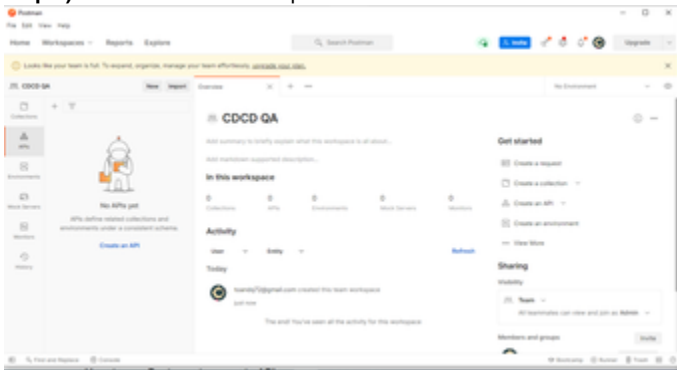 Postman
File Edit View Help
Home Workspaces Reports Explore
Search Postman
Invite
Upgrade
Looks like your team is full. To expand, organize, manage your team effortlessly, upgrade your plan.
CDCD QA
New Import
Overview
No Environment
Collections
APIs
Environments
Mock Servers
Monitors
History
No APIs yet
APIs define related collections and
environments under a consistent schema.
Create an API
CDCD QA
Add summary to briefly explain what this workspace is all about...
Add markdown supported description...
In this workspace
0 0 0 0 0
Collections APIs Environments Mock Servers Monitors
Activity
User Entity Refresh
Today
created this team workspace
just now
The end! You've seen all the activity for this workspace
Get started
Create a request
Create a collection
Create an API
Create an environment
View More
Sharing
Visibility
Team
All teammates can view and join as Admin
Members and groups
Invite
Find and Replace Console
Bootcamp Runner Trash